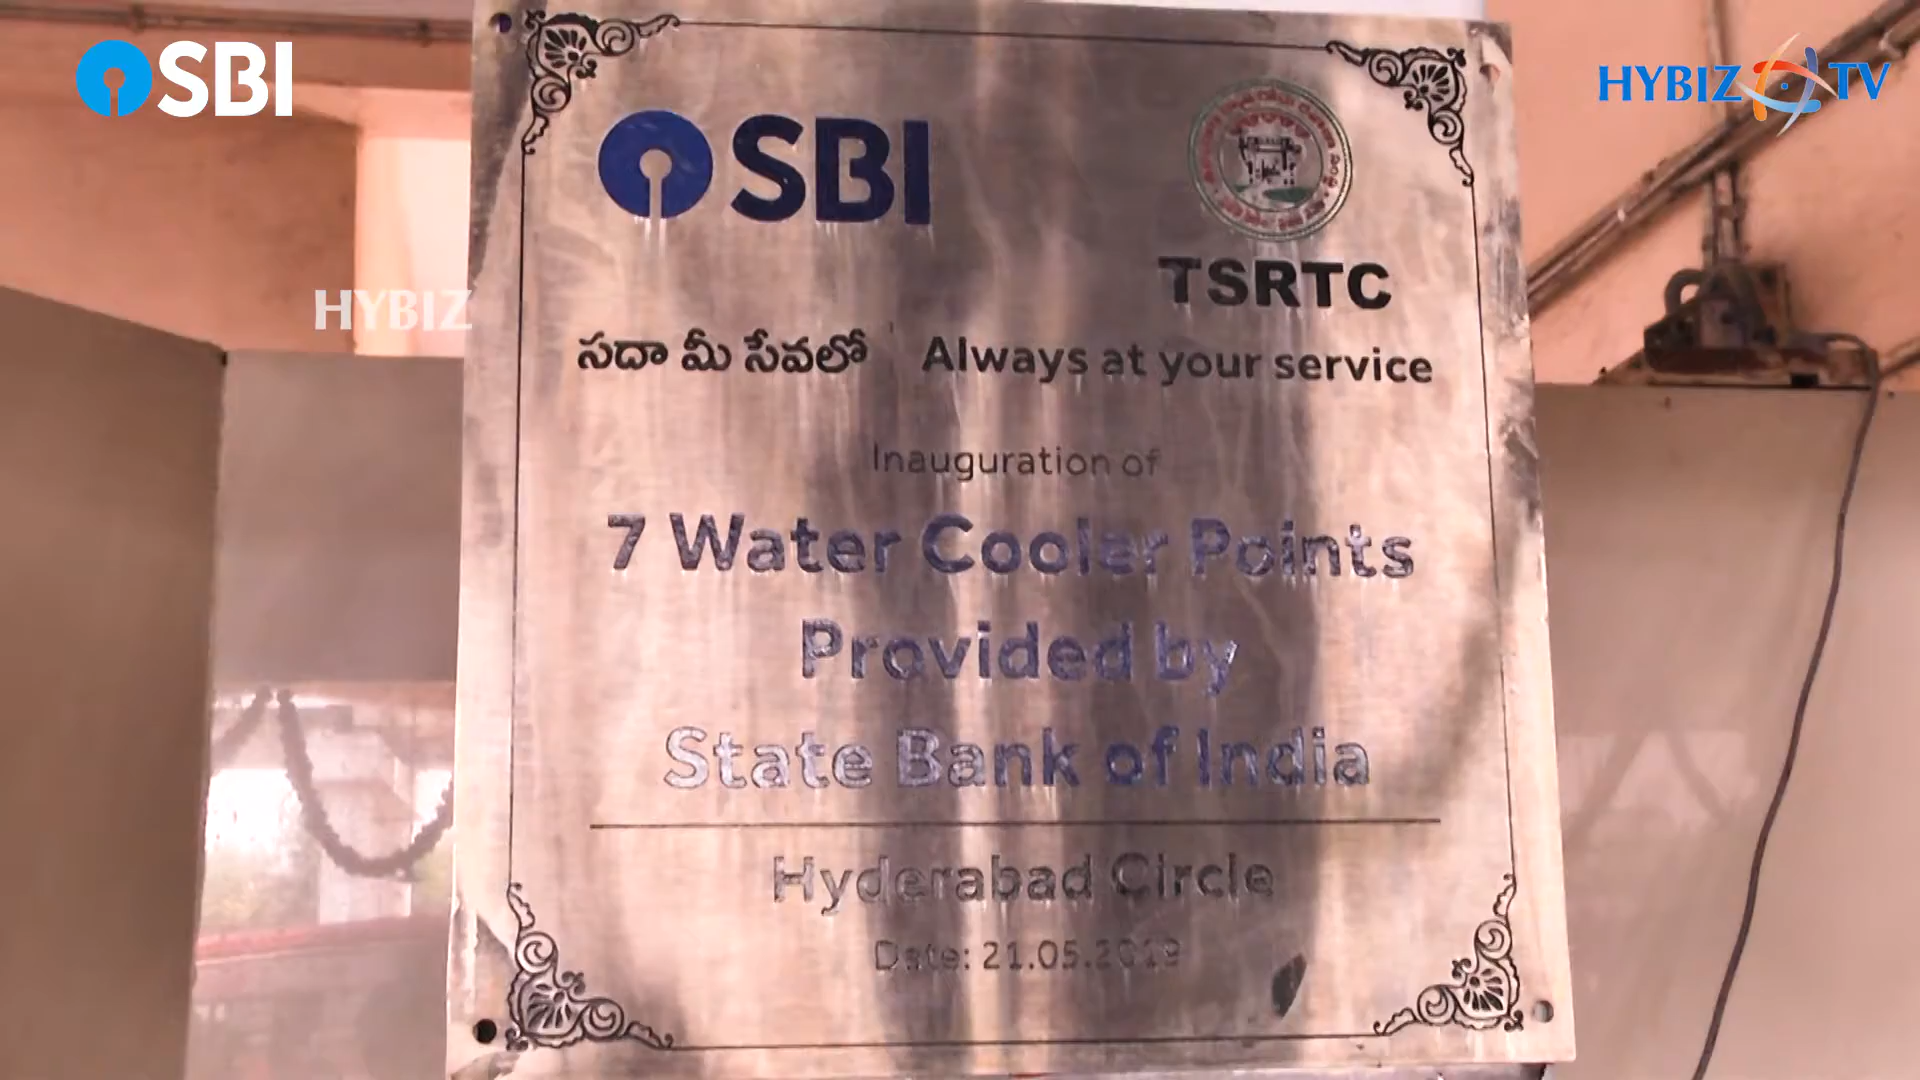 SBI
HYBIZ TV
SBI
TSRTC
HYBIZ
సదా మీ సేవలో Always at your service
Inauguration of
7 Water Cooler Points
Provided by
State Bank of India
Hyderabad Circle
Date: 21.05.2019